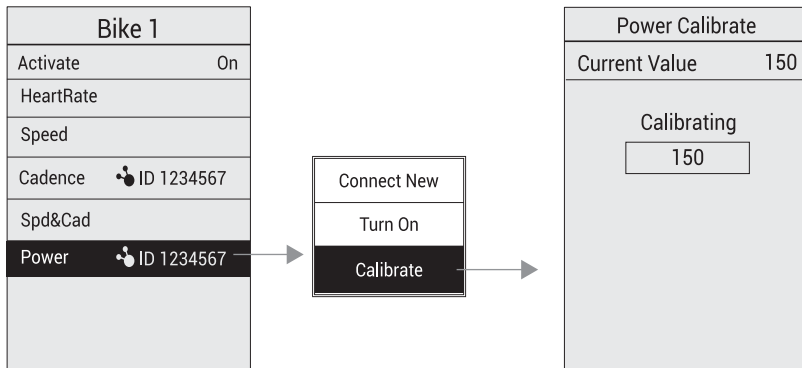 Bike 1
Activate On
HeartRate
Speed
Cadence ID 1234567
Spd&Cad
Power ID 1234567
Connect New
Turn On
Calibrate
Power Calibrate
Current Value 150
Calibrating
150